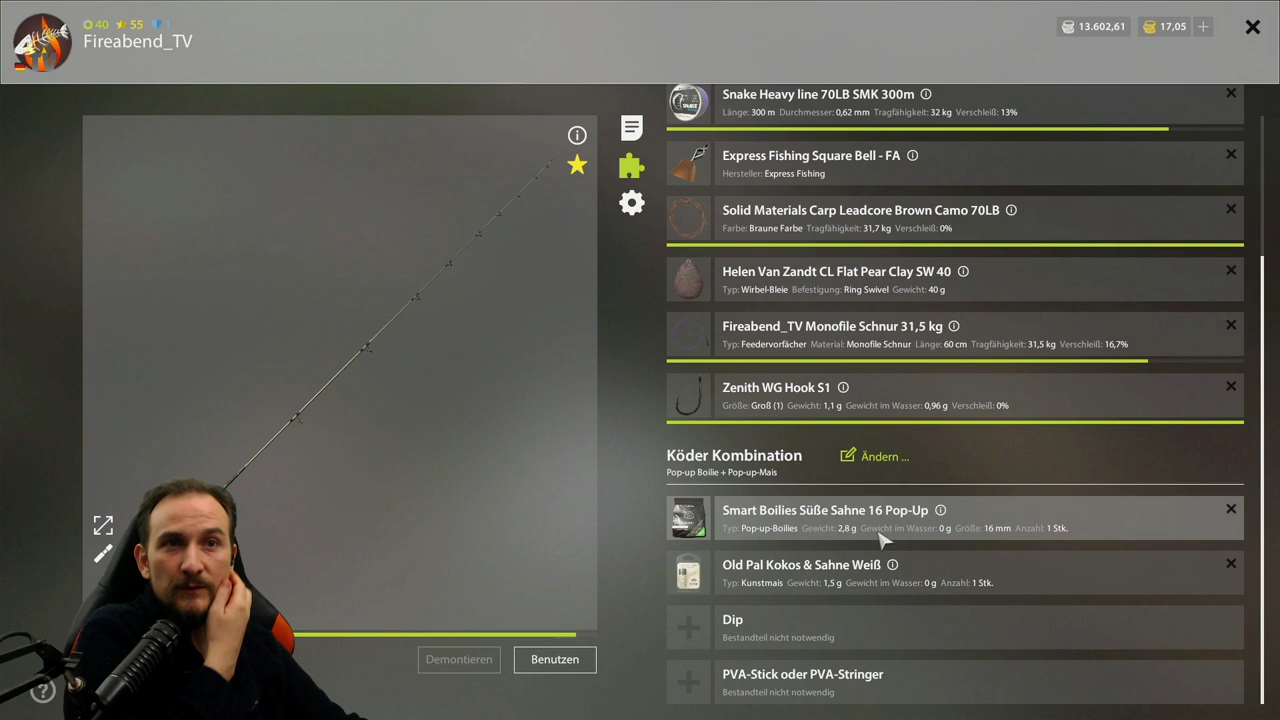 40 55
Fireabend_TV
13.602,61
17,05
Snake Heavy line 70LB SMK 300m
Länge: 300 m Durchmesser: 0,62 mm Tragfähigkeit: 32 kg Verschleiß: 13%
Express Fishing Square Bell - FA
Hersteller: Express Fishing
Solid Materials Carp Leadcore Brown Camo 70LB
Farbe: Braune Farbe Tragfähigkeit: 31,7 kg Verschleiß: 0%
Helen Van Zandt CL Flat Pear Clay SW 40
Typ: Wirbel-Bleie Befestigung: Ring Swivel Gewicht: 40 g
Fireabend_TV Monofile Schnur 31,5 kg
Typ: Feedervorfächer Material: Monofile Schnur Länge: 60 cm Tragfähigkeit: 31,5 kg Verschleiß: 16,7%
Zenith WG Hook S1
Größe: Groß (1) Gewicht: 1,1 g Gewicht im Wasser: 0,96 g Verschleiß: 0%
Köder Kombination
Ändern ...
Pop-up Boilie + Pop-up-Mais
Smart Boilies Süße Sahne 16 Pop-Up
Typ: Pop-up-Boilies Gewicht: 2,8 g Gewicht im Wasser: 0 g Größe: 16 mm Anzahl: 1 Stk.
Old Pal Kokos & Sahne Weiß
Typ: Kunstmais Gewicht: 1,5 g Gewicht im Wasser: 0 g Anzahl: 1 Stk.
Dip
Bestandteil nicht notwendig
PVA-Stick oder PVA-Stringer
Bestandteil nicht notwendig
Demontieren
Benutzen